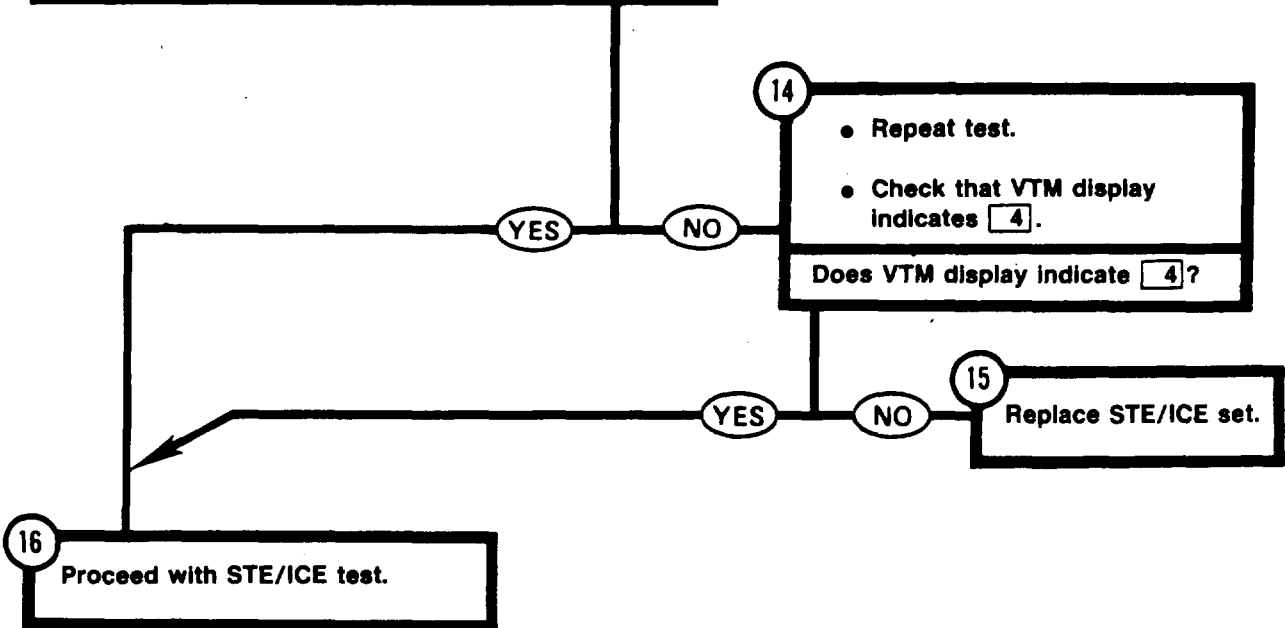 14
● Repeat test.
● Check that VTM display
indicates 4.
Does VTM display indicate 4?
YES
NO
15
Replace STE/ICE set.
YES
NO
16
Proceed with STE/ICE test.